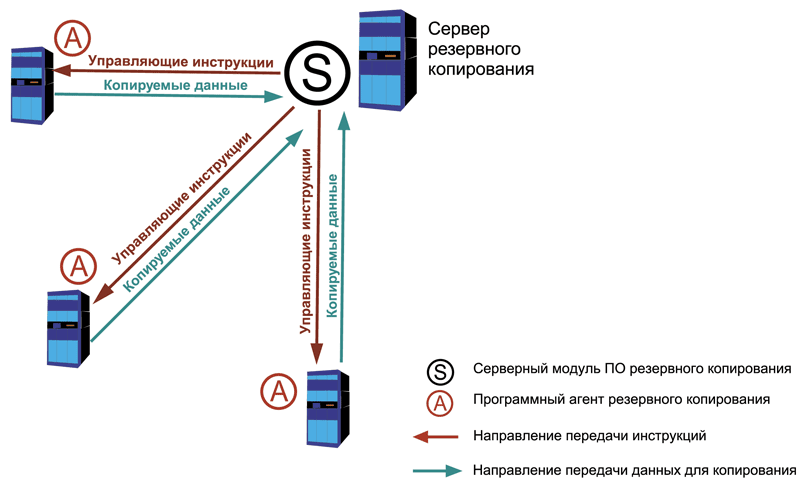 A
Сервер
резервного
копирования
Управляющие инструкции
S
Копируемые данные
Управляющие инструкции
Копируемые данные
Управляющие инструкции
Копируемые данные
A
A
S Серверный модуль ПО резервного копирования
A Программный агент резервного копирования
Направление передачи инструкций
Направление передачи данных для копирования